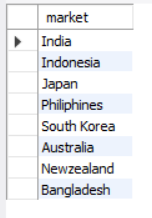 market
India
Indonesia
Japan
Philiphines
South Korea
Australia
Newzealand
Bangladesh